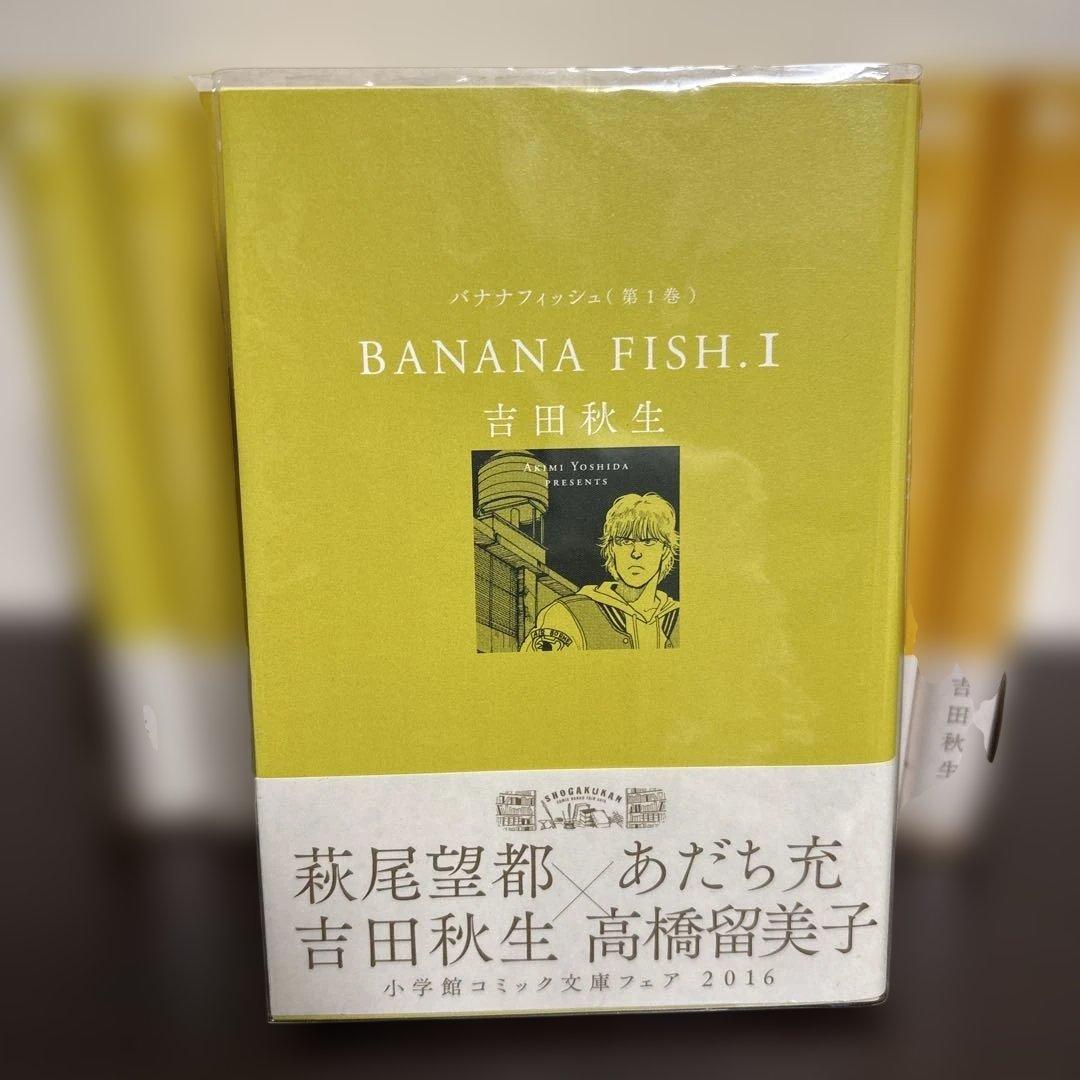 バナナフィッシュ(第1巻)
BANANA FISH.I
吉田秋生
AKIMI YOSHIDA
PRESENTS
吉田秋生
SHOGAKUKAN
萩尾望都×あだち充
吉田秋生 高橋留美子
小学館コミック文庫フェア 2016